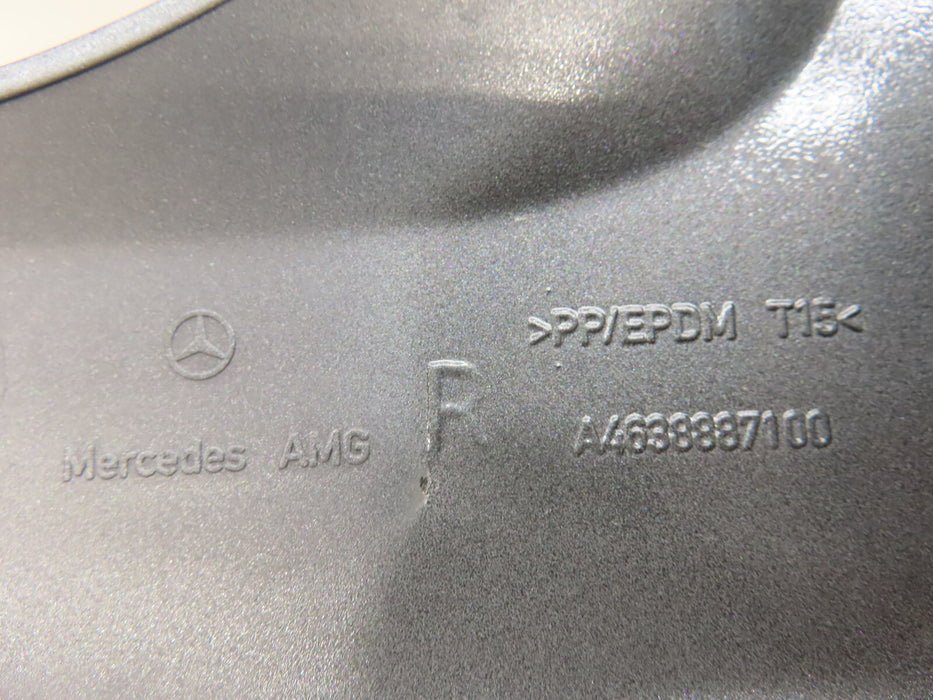 >PP/EPDM T15<
R
Mercedes AMG
A4638887100